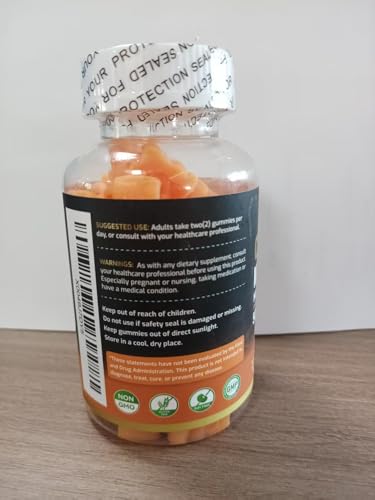 YOUR PROTECTION SEALED FOR
PROTECTION SEALED
SUGGESTED USE: Adults take two(2) gummies per
day, or consult with your healthcare professional.
WARNINGS: As with any dietary supplement, consult
your healthcare professional before using this product.
Especially pregnant or nursing, taking medication or
have a medical condition.
Keep out of reach of children.
Do not use if safety seal is damaged or missing.
Keep gummies out of direct sunlight.
Store in a cool, dry place.
*These statements have not been evaluated by the Food
and Drug Administration. This product is not intended to
diagnose, treat, cure, or prevent any disease.
NON
GMO
GMP